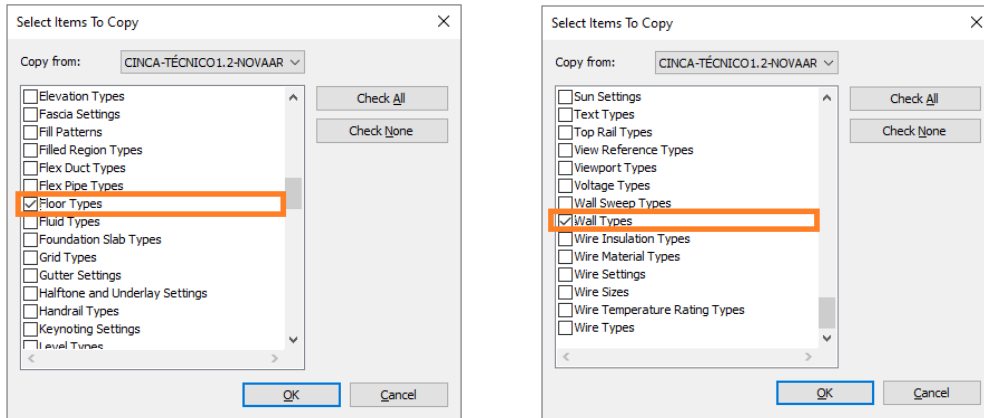 Select Items To Copy
Copy from: CINCA-TÉCNICO1.2-NOVAAR
Elevation Types
Fascia Settings
Fill Patterns
Filled Region Types
Flex Duct Types
Flex Pipe Types
Floor Types
Fluid Types
Foundation Slab Types
Grid Types
Gutter Settings
Halftone and Underlay Settings
Handrail Types
Keynoting Settings
Level Types
Check All
Check None
OK
Cancel
Select Items To Copy
Copy from: CINCA-TÉCNICO1.2-NOVAAR
Sun Settings
Text Types
Top Rail Types
View Reference Types
Viewport Types
Voltage Types
Wall Sweep Types
Wall Types
Wire Insulation Types
Wire Material Types
Wire Settings
Wire Sizes
Wire Temperature Rating Types
Wire Types
Check All
Check None
OK
Cancel